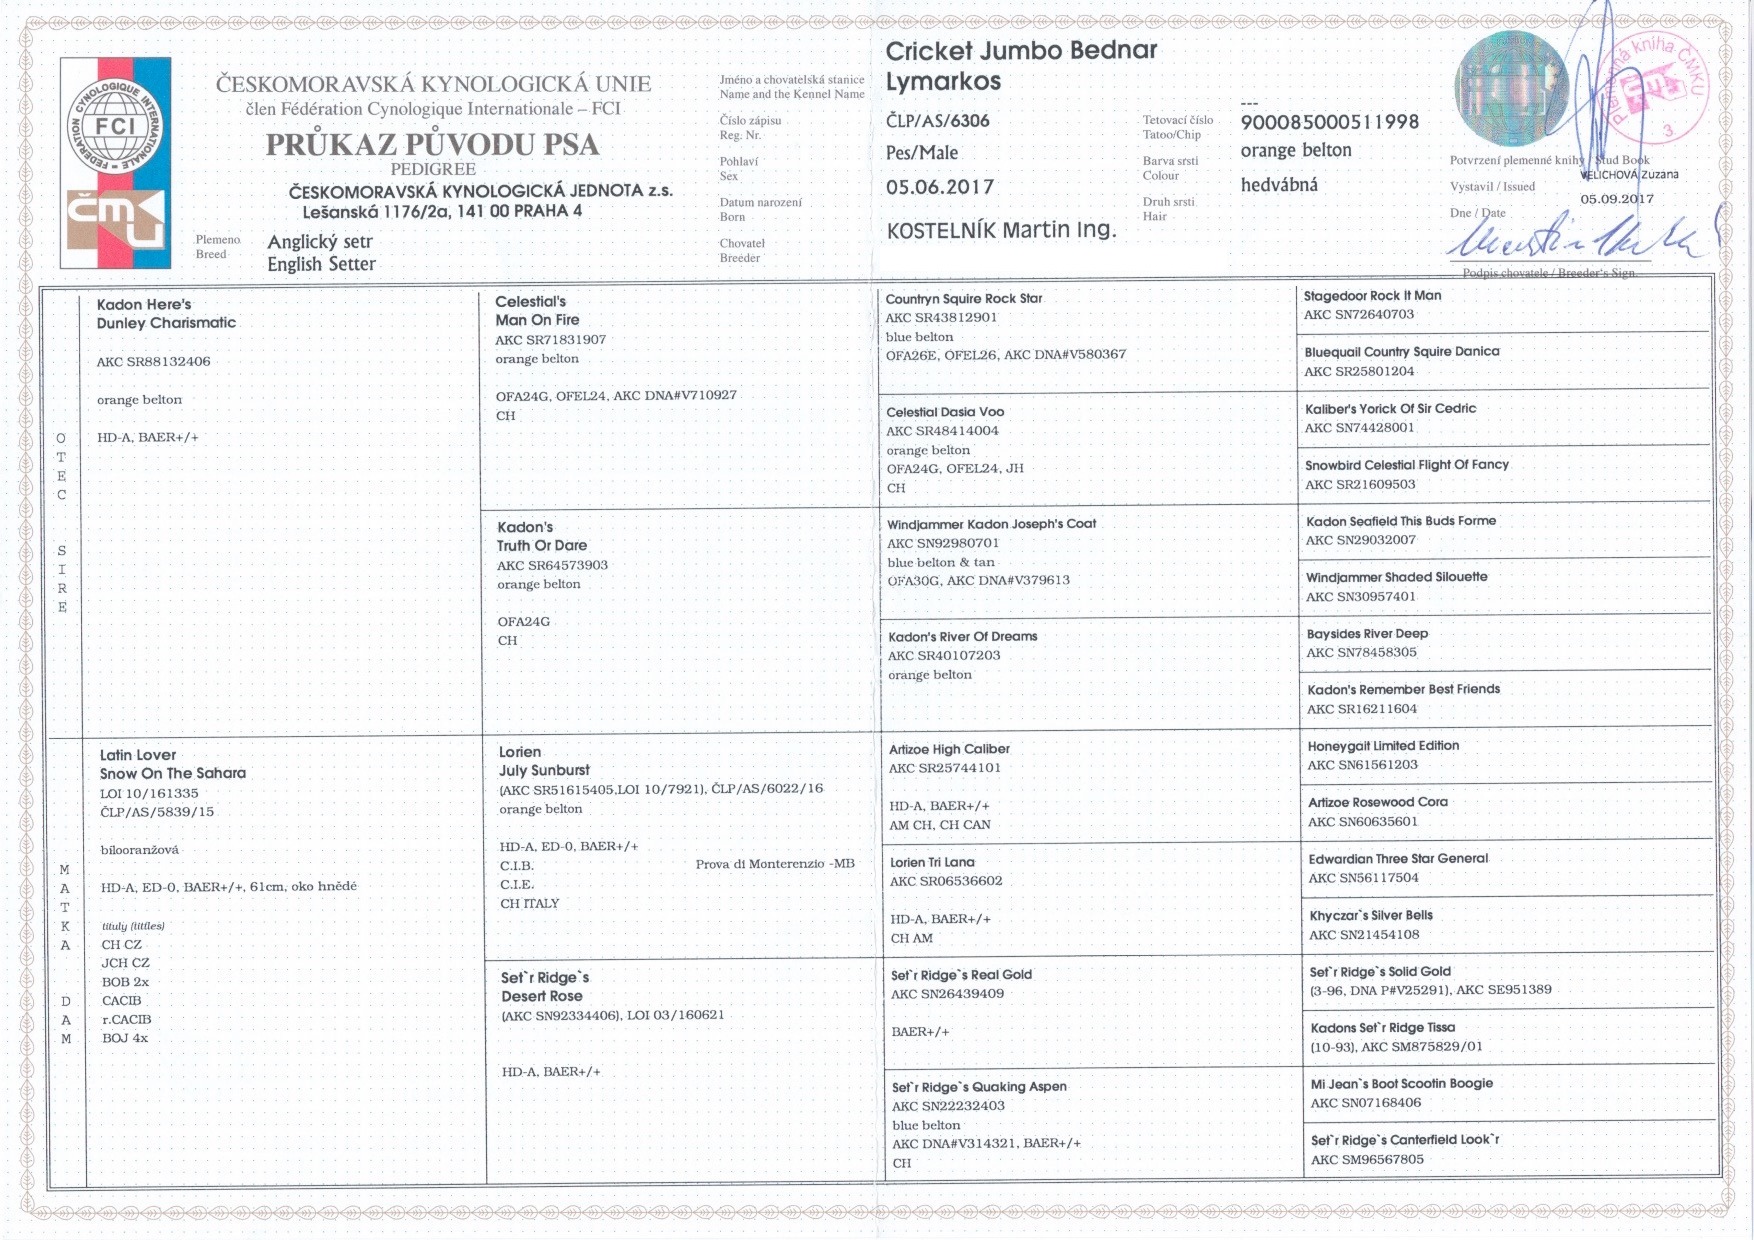 FEDERATION CYNOLOGIQUE INTERNATIONALE
FCI
čmku
ČESKOMORAVSKÁ KYNOLOGICKÁ UNIE
člen Fédération Cynologique Internationale – FCI
PRŮKAZ PŮVODU PSA
PEDIGREE
ČESKOMORAVSKÁ KYNOLOGICKÁ JEDNOTA z.s.
Lešanská 1176/2a, 141 00 PRAHA 4
Plemeno Anglický setr
Breed English Setter
Jméno a chovatelská stanice
Name and the Kennel Name
Cricket Jumbo Bednar
Lymarkos
Číslo zápisu
Reg. Nr.
ČLP/AS/6306
Pohlaví
Sex
Pes/Male
Datum narození
Born
05.06.2017
Chovatel
Breeder
KOSTELNÍK Martin Ing.
Tetovací číslo
Tatoo/Chip
---
900085000511998
Barva srsti
Colour
orange belton
Druh srsti
Hair
hedvábná
fci
Plemenná kniha ČMKU
3
Potvrzení plemenné knihy / Stud Book
VELICHOVÁ Zuzana
Vystavil / Issued
05.09.2017
Dne / Date
Podpis chovatele / Breeder's Sign.
OTEC SIRE
Kadon Here's
Dunley Charismatic
AKC SR88132406
orange belton
HD-A, BAER+/+
Celestial's
Man On Fire
AKC SR71831907
orange belton
OFA24G, OFEL24, AKC DNA#V710927
CH
Kadon's
Truth Or Dare
AKC SR64573903
orange belton
OFA24G
CH
Countryn Squire Rock Star
AKC SR43812901
blue belton
OFA26E, OFEL26, AKC DNA#V580367
Celestial Dasia Voo
AKC SR48414004
orange belton
OFA24G, OFEL24, JH
CH
Windjammer Kadon Joseph's Coat
AKC SN92980701
blue belton & tan
OFA30G, AKC DNA#V379613
Kadon's River Of Dreams
AKC SR40107203
orange belton
Stagedoor Rock It Man
AKC SN72640703
Bluequail Country Squire Danica
AKC SR25801204
Kaliber's Yorick Of Sir Cedric
AKC SN74428001
Snowbird Celestial Flight Of Fancy
AKC SR21609503
Kadon Seafield This Buds Forme
AKC SN29032007
Windjammer Shaded Silouette
AKC SN30957401
Baysides River Deep
AKC SN78458305
Kadon's Remember Best Friends
AKC SR16211604
MATKA DAM
Latin Lover
Snow On The Sahara
LOI 10/161335
ČLP/AS/5839/15
bílooranžová
HD-A, ED-0, BAER+/+, 61cm, oko hnědé
tituly (tittles)
CH CZ
JCH CZ
BOB 2x
CACIB
r.CACIB
BOJ 4x
Lorien
July Sunburst
(AKC SR51615405,LOI 10/7921), ČLP/AS/6022/16
orange belton
HD-A, ED-0, BAER+/+
C.I.B. Prova di Monterenzio -MB
C.I.E.
CH ITALY
Set`r Ridge`s
Desert Rose
(AKC SN92334406), LOI 03/160621
HD-A, BAER+/+
Artizoe High Caliber
AKC SR25744101
HD-A, BAER+/+
AM CH, CH CAN
Lorien Tri Lana
AKC SR06536602
HD-A, BAER+/+
CH AM
Set`r Ridge`s Real Gold
AKC SN26439409
BAER+/+
Set`r Ridge`s Quaking Aspen
AKC SN22232403
blue belton
AKC DNA#V314321, BAER+/+
CH
Honeygait Limited Edition
AKC SN61561203
Artizoe Rosewood Cora
AKC SN60635601
Edwardian Three Star General
AKC SN56117504
Khyczar`s Silver Bells
AKC SN21454108
Set`r Ridge`s Solid Gold
(3-96, DNA P#V25291), AKC SE951389
Kadons Set`r Ridge Tissa
(10-93), AKC SM875829/01
Mi Jean`s Boot Scootin Boogie
AKC SN07168406
Set`r Ridge`s Canterfield Look`r
AKC SM96567805